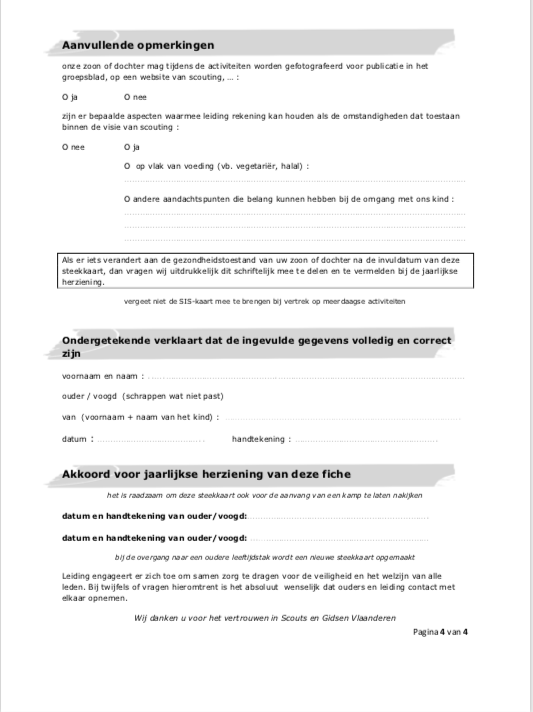 Aanvullende opmerkingen
onze zoon of dochter mag tijdens de activiteiten worden gefotografeerd voor publicatie in het
groepsblad, op een website van scouting, ... :
O ja O nee
zijn er bepaalde aspecten waarmee leiding rekening kan houden als de omstandigheden dat toestaan
binnen de visie van scouting :
O nee O ja
O op vlak van voeding (vb. vegetariër, halal) :
O andere aandachtspunten die belang kunnen hebben bij de omgang met ons kind :
Als er iets verandert aan de gezondheidstoestand van uw zoon of dochter na de invuldatum van deze
steekkaart, dan vragen wij uitdrukkelijk dit schriftelijk mee te delen en te vermelden bij de jaarlijkse
herziening.
vergeet niet de SIS-kaart mee te brengen bij vertrek op meerdaagse activiteiten
Ondergetekende verklaart dat de ingevulde gegevens volledig en correct
zijn
voornaam en naam :
ouder / voogd (schrappen wat niet past)
van (voornaam + naam van het kind) :
datum : handtekening :
Akkoord voor jaarlijkse herziening van deze fiche
het is raadzaam om deze steekkaart ook voor de aanvang van een kamp te laten nakijken
datum en handtekening van ouder/voogd:
datum en handtekening van ouder/voogd:
bij de overgang naar een oudere leeftijdstak wordt een nieuwe steekkaart opgemaakt
Leiding engageert er zich toe om samen zorg te dragen voor de veiligheid en het welzijn van alle
leden. Bij twijfels of vragen hieromtrent is het absoluut wenselijk dat ouders en leiding contact met
elkaar opnemen.
Wij danken u voor het vertrouwen in Scouts en Gidsen Vlaanderen
Pagina 4 van 4